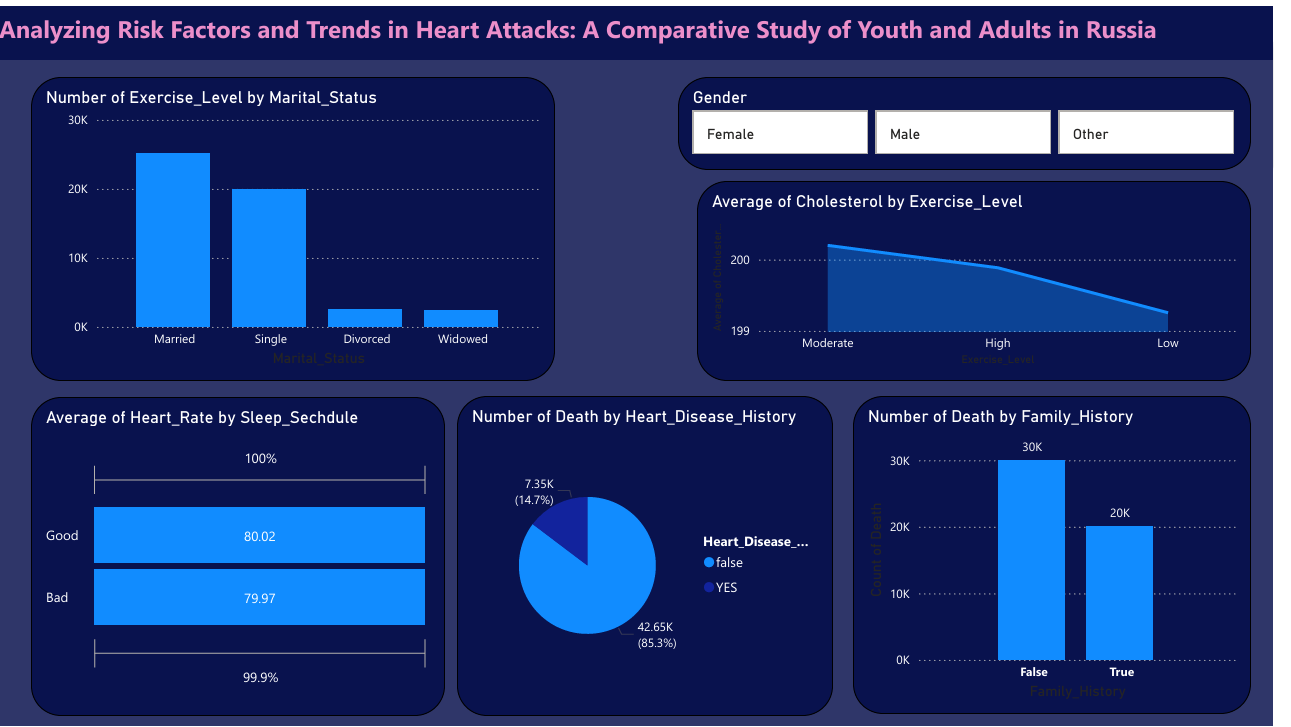 Analyzing Risk Factors and Trends in Heart Attacks: A Comparative Study of Youth and Adults in Russia
Number of Exercise_Level by Marital_Status
30K
20K
10K
0K
Married Single Divorced Widowed
Marital_Status
Gender
Female Male Other
Average of Cholesterol by Exercise_Level
Average of Cholester...
200
199
Moderate High Low
Exercise_Level
Average of Heart_Rate by Sleep_Sechdule
100%
Good 80.02
Bad 79.97
99.9%
Number of Death by Heart_Disease_History
7.35K
(14.7%)
42.65K
(85.3%)
Heart_Disease_...
false
YES
Number of Death by Family_History
Count of Death
30K
20K
10K
0K
30K
20K
False True
Family_History